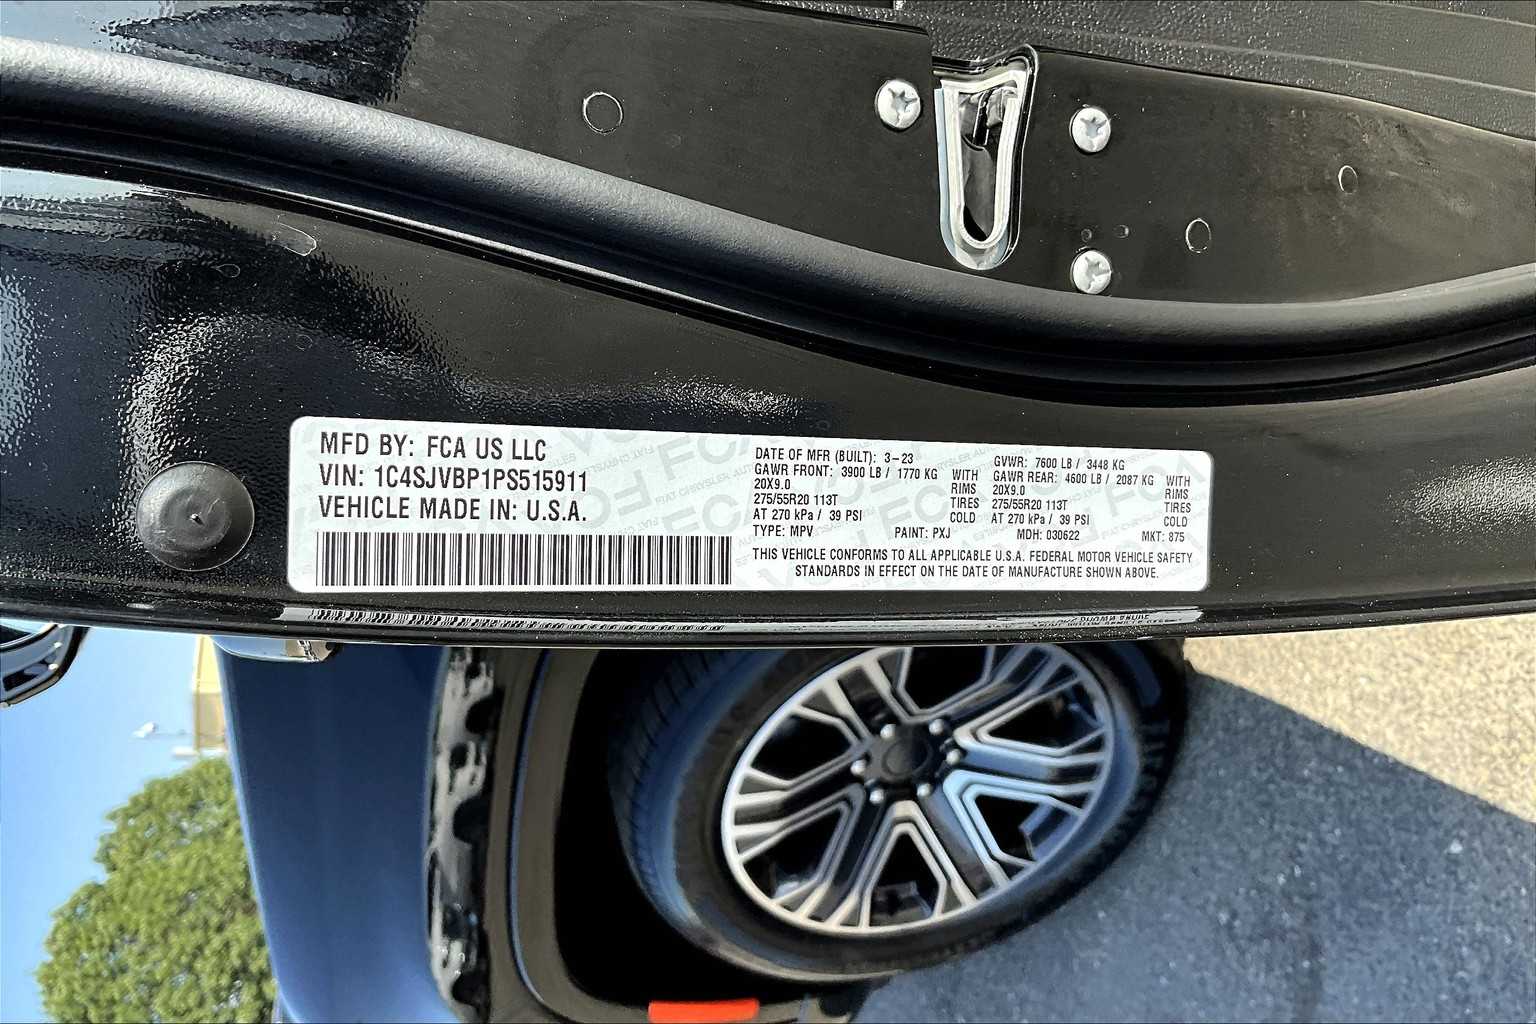 MFD BY: FCA US LLC
VIN: 1C4SJVBP1PS515911
VEHICLE MADE IN: U.S.A.
DATE OF MFR (BUILT): 3-23
GAWR FRONT: 3900 LB / 1770 KG WITH
20X9.0 RIMS
275/55R20 113T TIRES
AT 270 kPa / 39 PSI COLD
GVWR: 7600 LB / 3448 KG
GAWR REAR: 4600 LB / 2087 KG WITH
20X9.0 RIMS
275/55R20 113T TIRES
AT 270 kPa / 39 PSI COLD
TYPE: MPV PAINT: PXJ MDH: 030622 MKT: 875
THIS VEHICLE CONFORMS TO ALL APPLICABLE U.S.A. FEDERAL MOTOR VEHICLE SAFETY
STANDARDS IN EFFECT ON THE DATE OF MANUFACTURE SHOWN ABOVE.